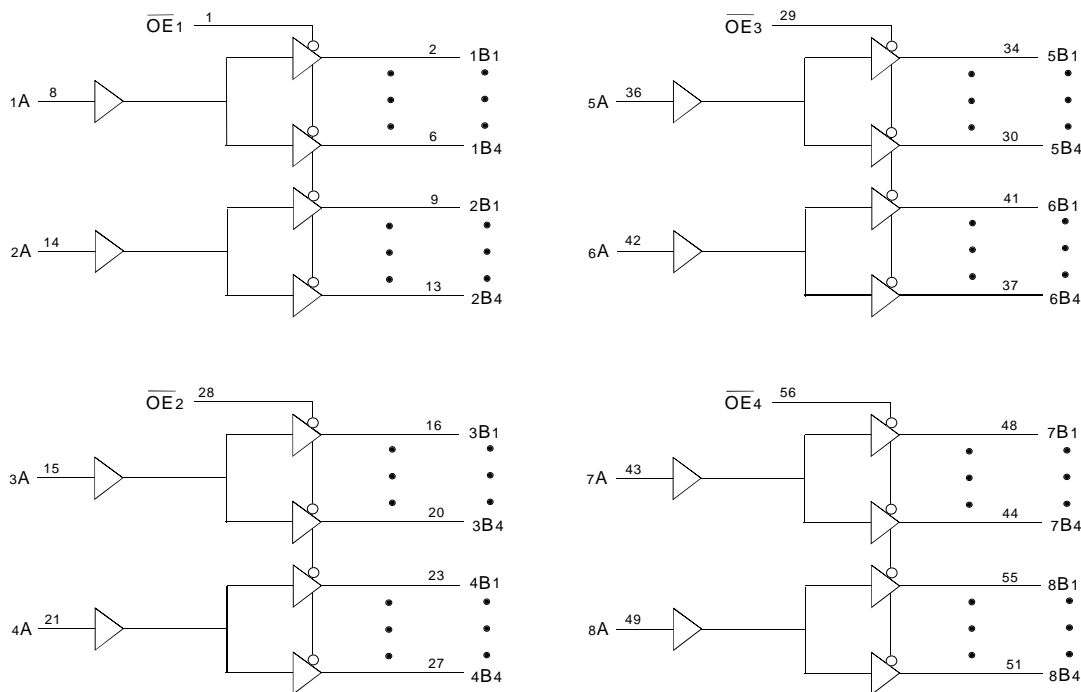 OE1 1
2 1B1
1A 8
6 1B4
9 2B1
2A 14
13 2B4
OE3 29
34 5B1
5A 36
30 5B4
41 6B1
6A 42
37 6B4
OE2 28
16 3B1
3A 15
20 3B4
23 4B1
4A 21
27 4B4
OE4 56
48 7B1
7A 43
44 7B4
55 8B1
8A 49
51 8B4